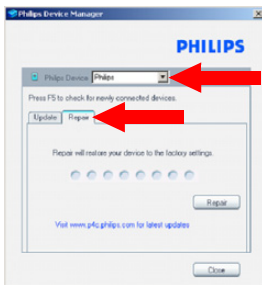 Philips Device Manager
PHILIPS
Philips Device Philips
Press F5 to check for newly connected devices.
Update Repair
Repair will restore your device to the factory settings.
Repair
Visit www.p4c.philips.com for latest updates
Close